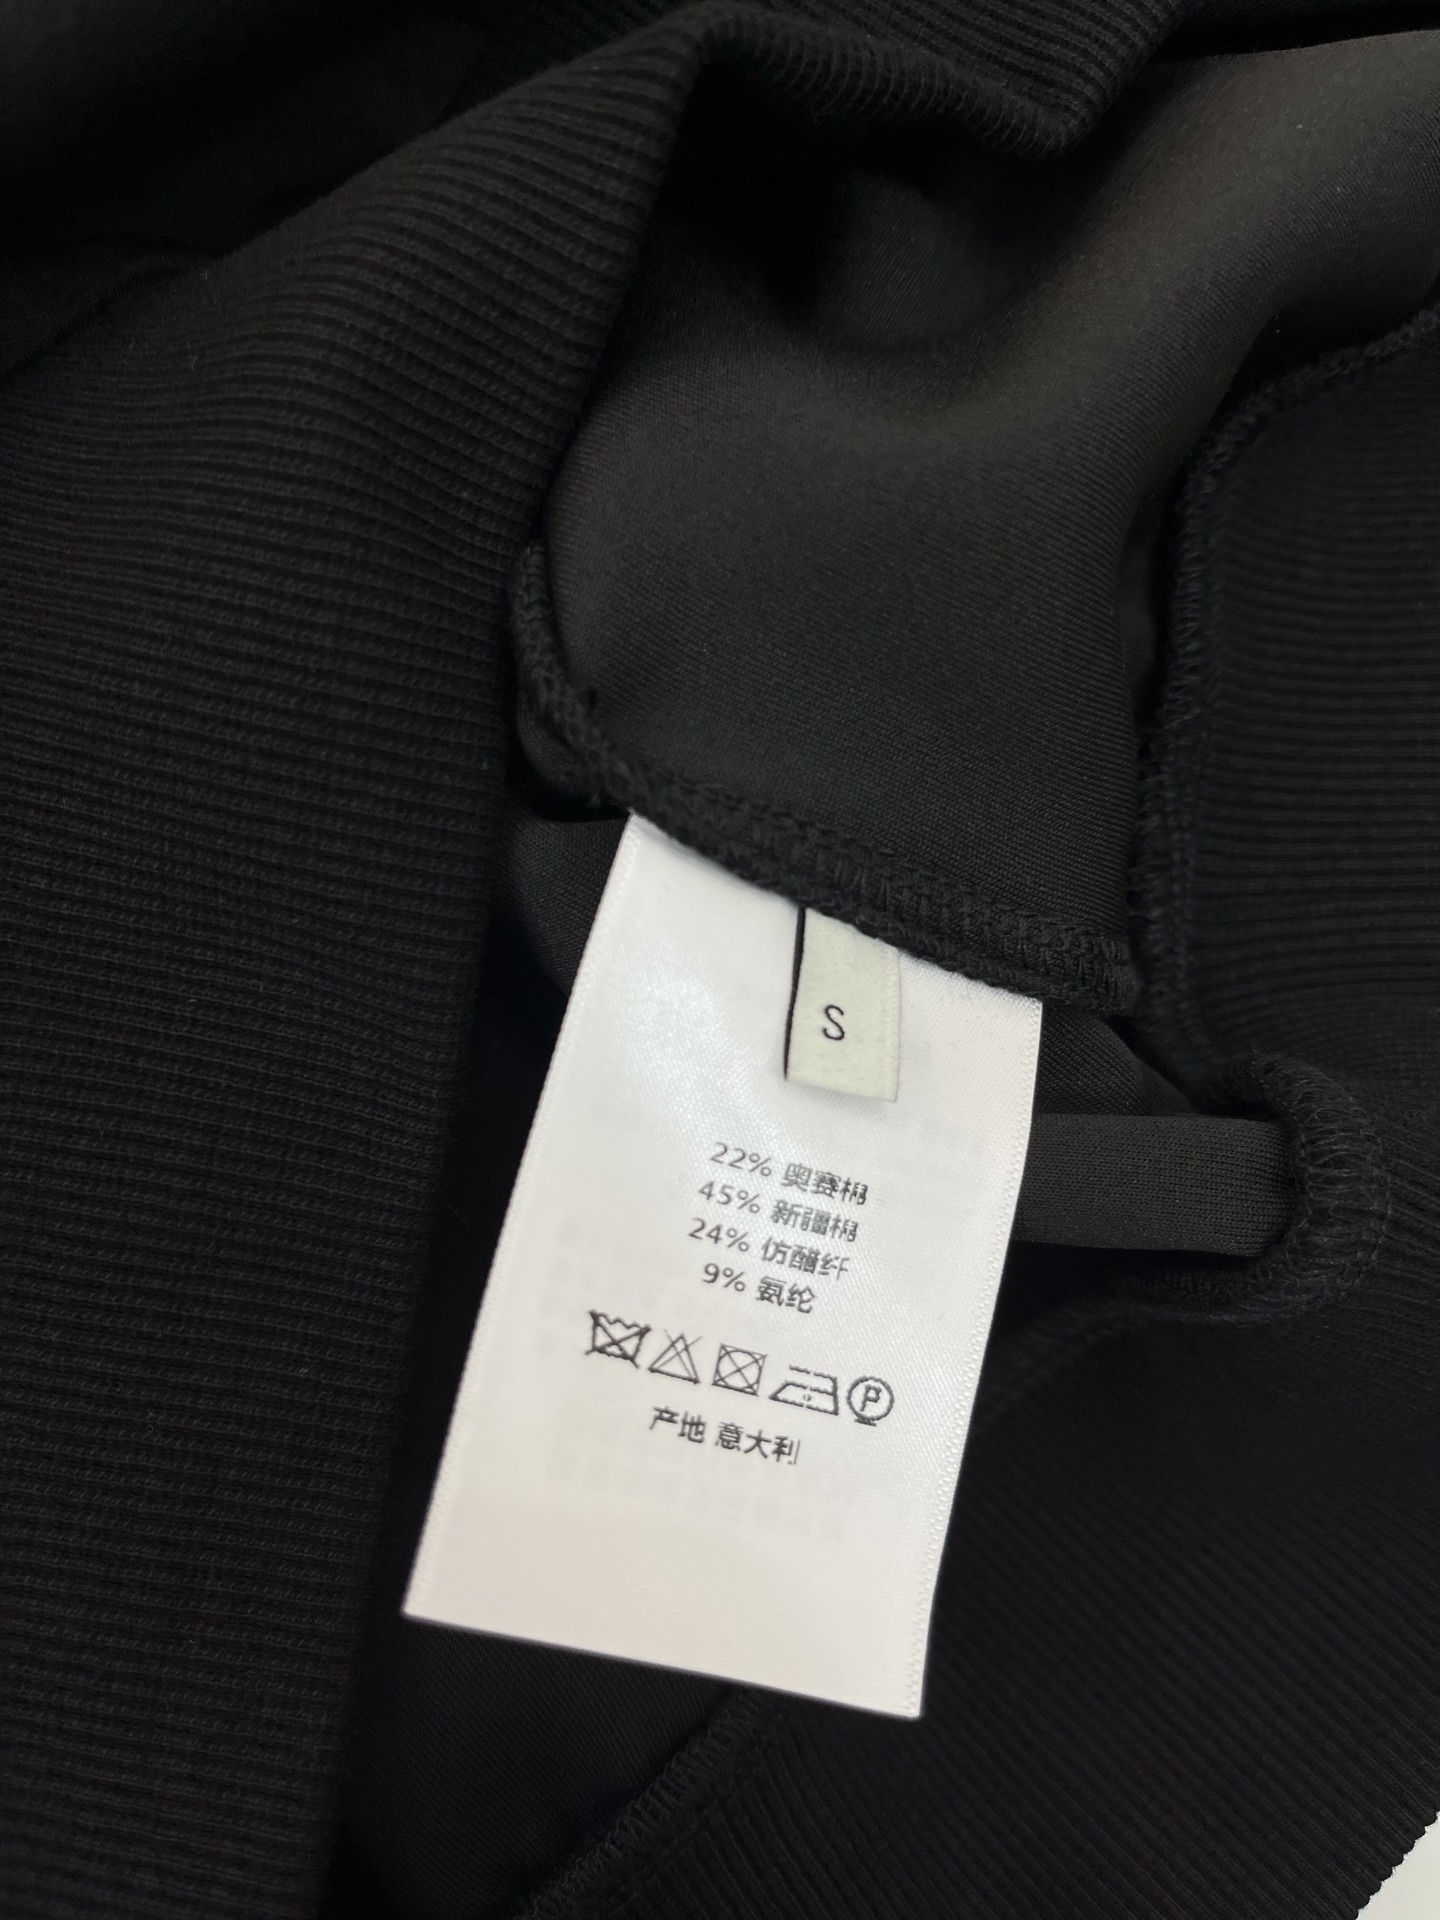 S
22% 奥赛棉
45% 新疆棉
24% 仿醋纤
9% 氨纶
P
产地 意大利